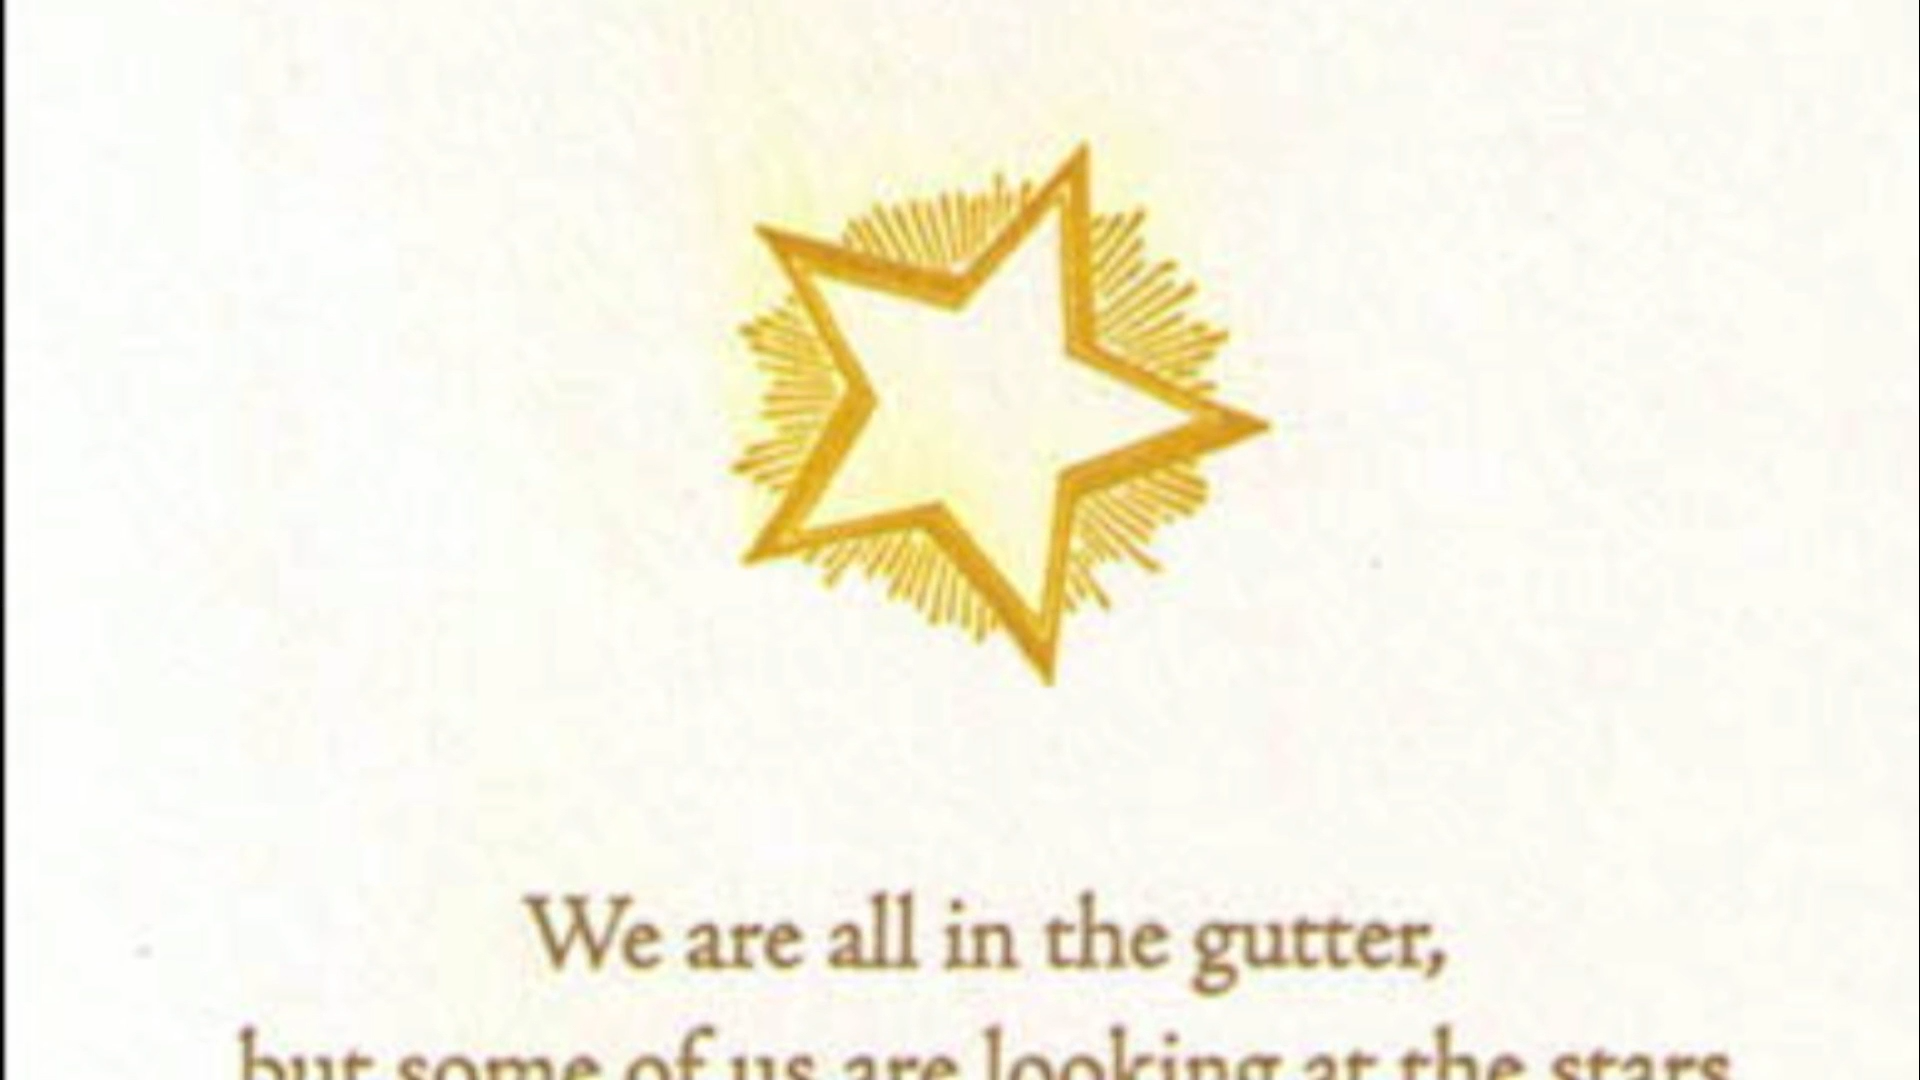 We are all in the gutter,
but some of us are looking at the stars